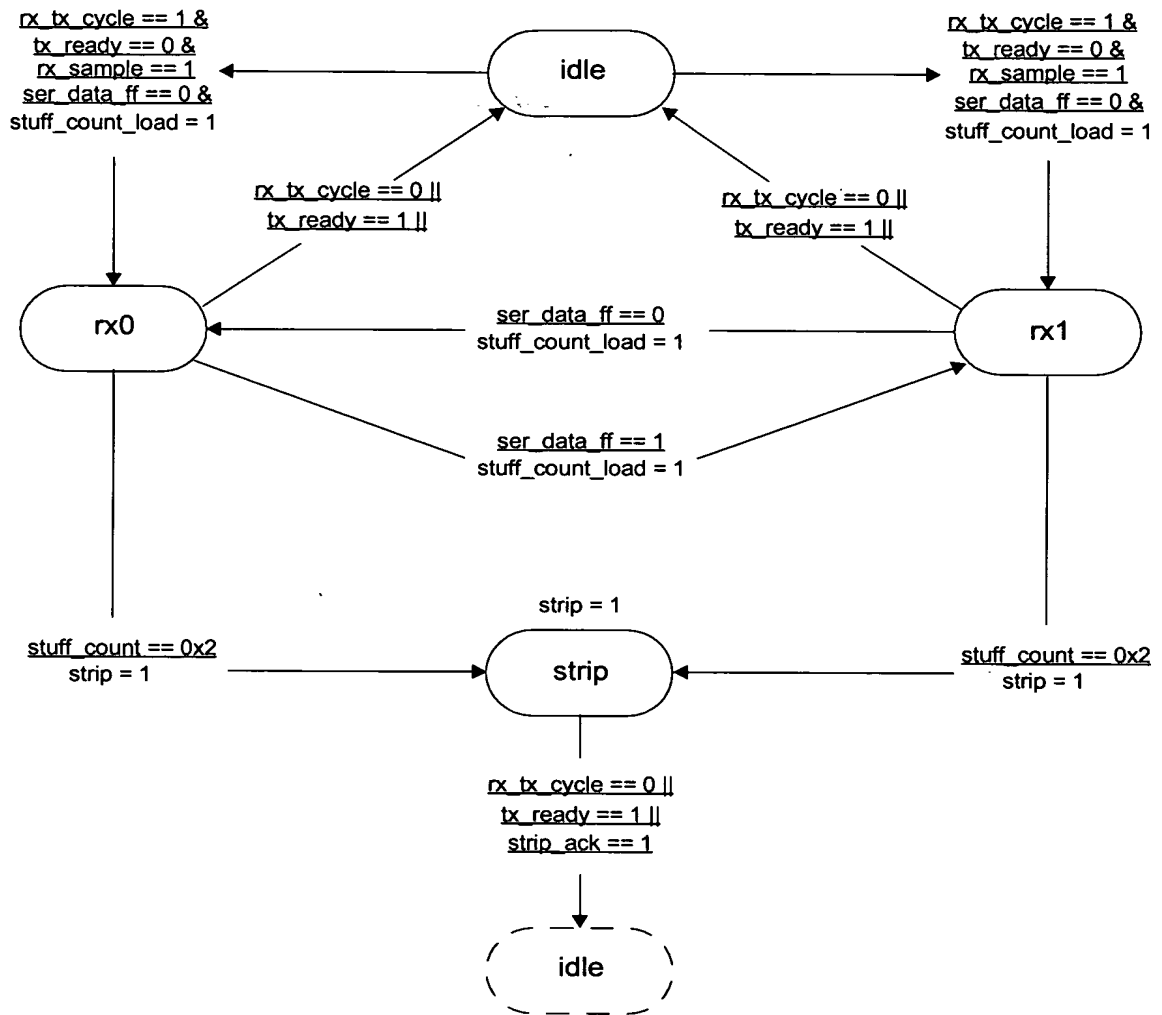 rx_tx_cycle == 1 &
tx_ready == 0 &
rx_sample == 1
ser_data_ff == 0 &
stuff_count_load = 1
idle
rx_tx_cycle == 1 &
tx_ready == 0 &
rx_sample == 1
ser_data_ff == 0 &
stuff_count_load = 1
rx_tx_cycle == 0 ||
tx_ready == 1 ||
rx_tx_cycle == 0 ||
tx_ready == 1 ||
rx0
ser_data_ff == 0
stuff_count_load = 1
rx1
ser_data_ff == 1
stuff_count_load = 1
strip = 1
stuff_count == 0x2
strip = 1
strip
stuff_count == 0x2
strip = 1
rx_tx_cycle == 0 ||
tx_ready == 1 ||
strip_ack == 1
idle